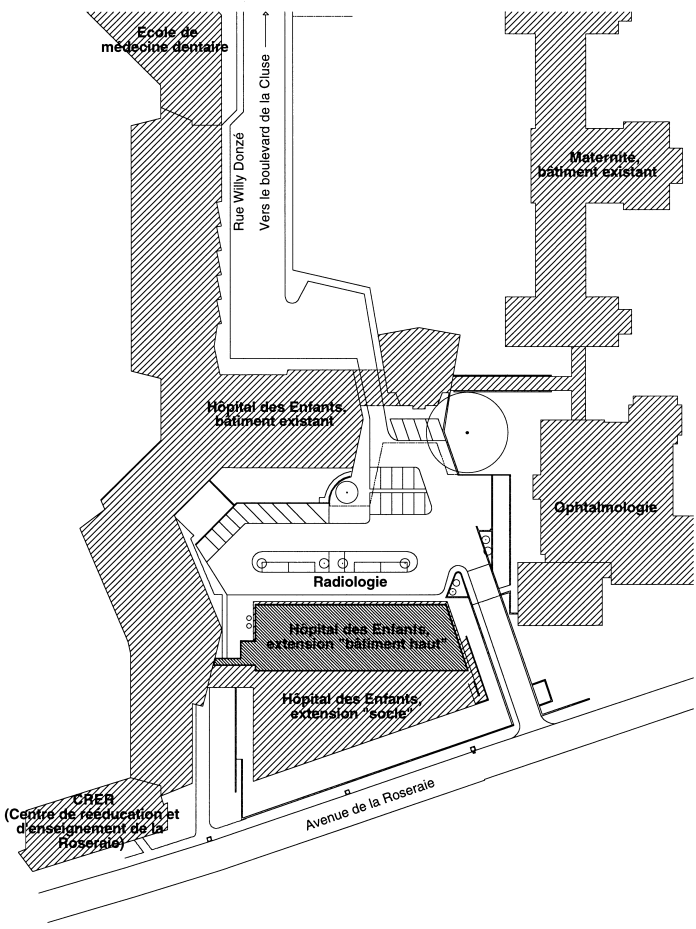 Ecole de
médecine dentaire
Rue Willy Donzé
Vers le boulevard de la Cluse
Maternité,
bâtiment existant
Hôpital des Enfants,
bâtiment existant
Ophtalmologie
Radiologie
Hôpital des Enfants,
extension "bâtiment haut"
Hôpital des Enfants,
extension "socle"
CRER
(Centre de rééducation et
d'enseignement de la
Roseraie)
Avenue de la Roseraie